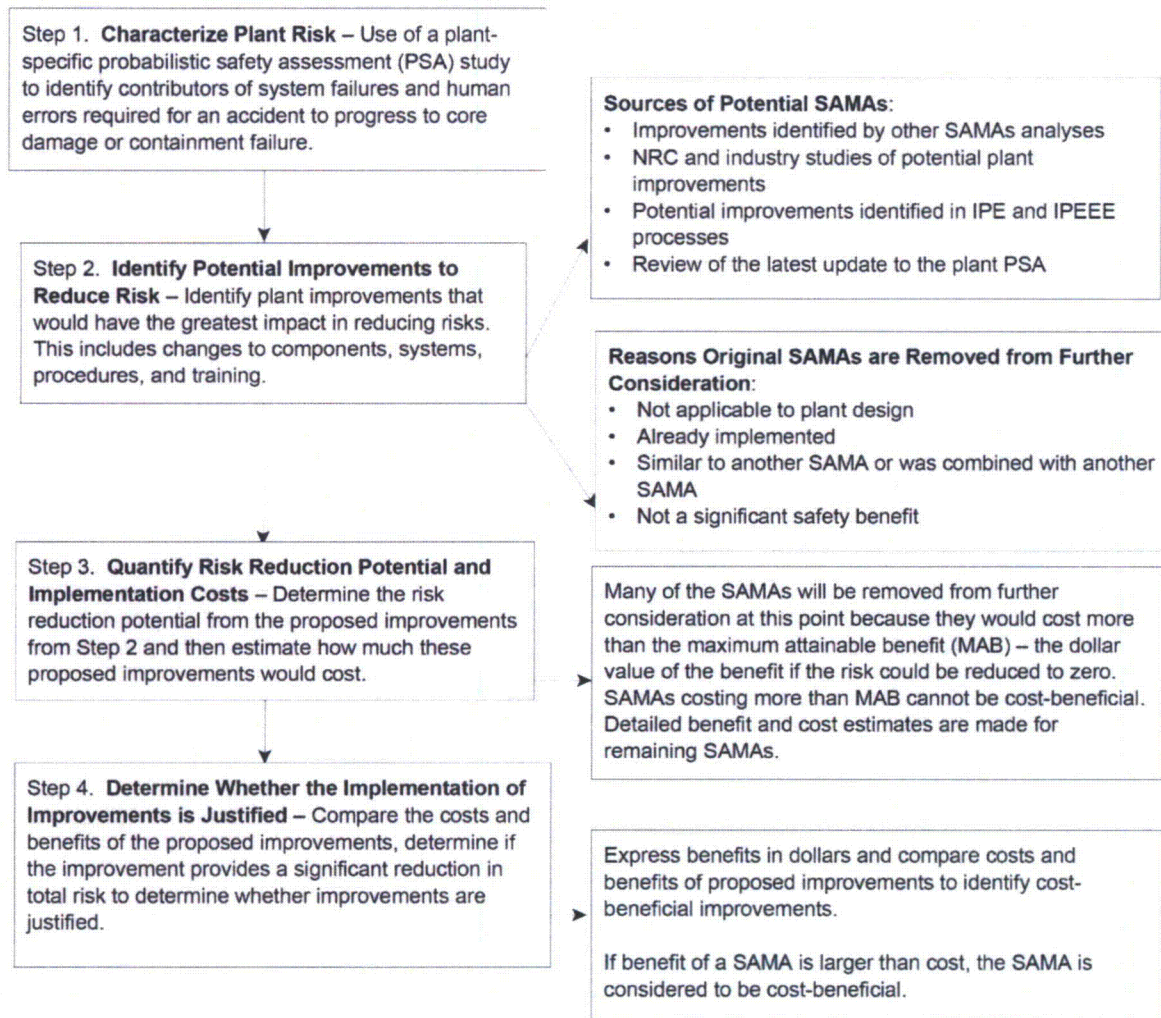 Step 1. Characterize Plant Risk – Use of a plant-
specific probabilistic safety assessment (PSA) study
to identify contributors of system failures and human
errors required for an accident to progress to core
damage or containment failure.
Sources of Potential SAMAs:
• Improvements identified by other SAMAs analyses
• NRC and industry studies of potential plant
improvements
• Potential improvements identified in IPE and IPEEE
processes
• Review of the latest update to the plant PSA
Step 2. Identify Potential Improvements to
Reduce Risk – Identify plant improvements that
would have the greatest impact in reducing risks.
This includes changes to components, systems,
procedures, and training.
Reasons Original SAMAs are Removed from Further
Consideration:
• Not applicable to plant design
• Already implemented
• Similar to another SAMA or was combined with another
SAMA
• Not a significant safety benefit
Step 3. Quantify Risk Reduction Potential and
Implementation Costs – Determine the risk
reduction potential from the proposed improvements
from Step 2 and then estimate how much these
proposed improvements would cost.
Many of the SAMAs will be removed from further
consideration at this point because they would cost more
than the maximum attainable benefit (MAB) – the dollar
value of the benefit if the risk could be reduced to zero.
SAMAs costing more than MAB cannot be cost-beneficial.
Detailed benefit and cost estimates are made for
remaining SAMAs.
Step 4. Determine Whether the Implementation of
Improvements is Justified – Compare the costs and
benefits of the proposed improvements, determine if
the improvement provides a significant reduction in
total risk to determine whether improvements are
justified.
Express benefits in dollars and compare costs and
benefits of proposed improvements to identify cost-
beneficial improvements.
If benefit of a SAMA is larger than cost, the SAMA is
considered to be cost-beneficial.